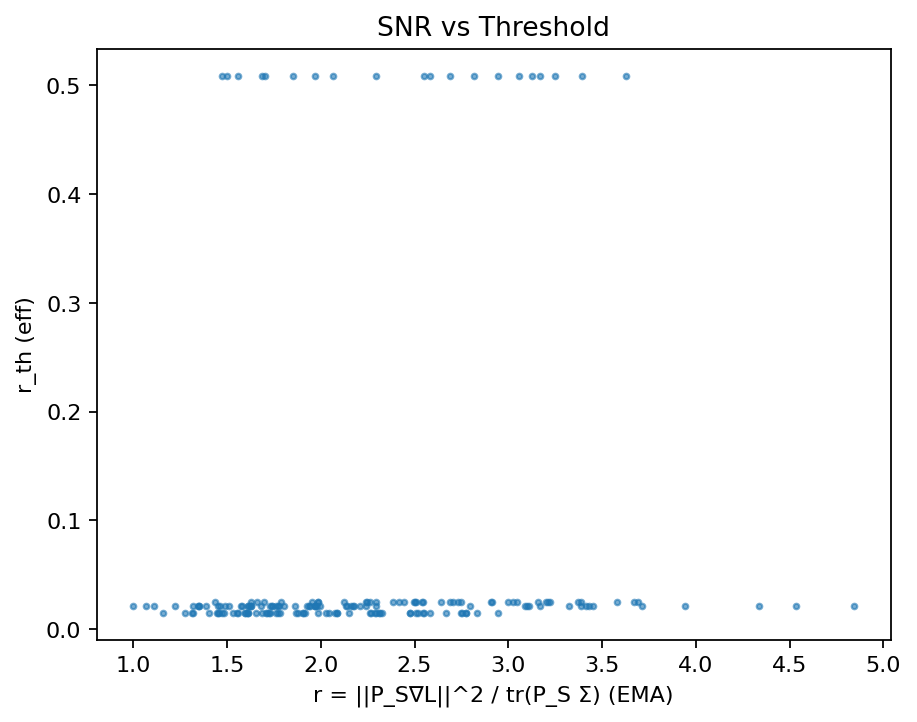 SNR vs Threshold
r_th (eff)
0.5
0.4
0.3
0.2
0.1
0.0
1.0 1.5 2.0 2.5 3.0 3.5 4.0 4.5 5.0
r = ||P_S∇L||^2 / tr(P_S Σ) (EMA)